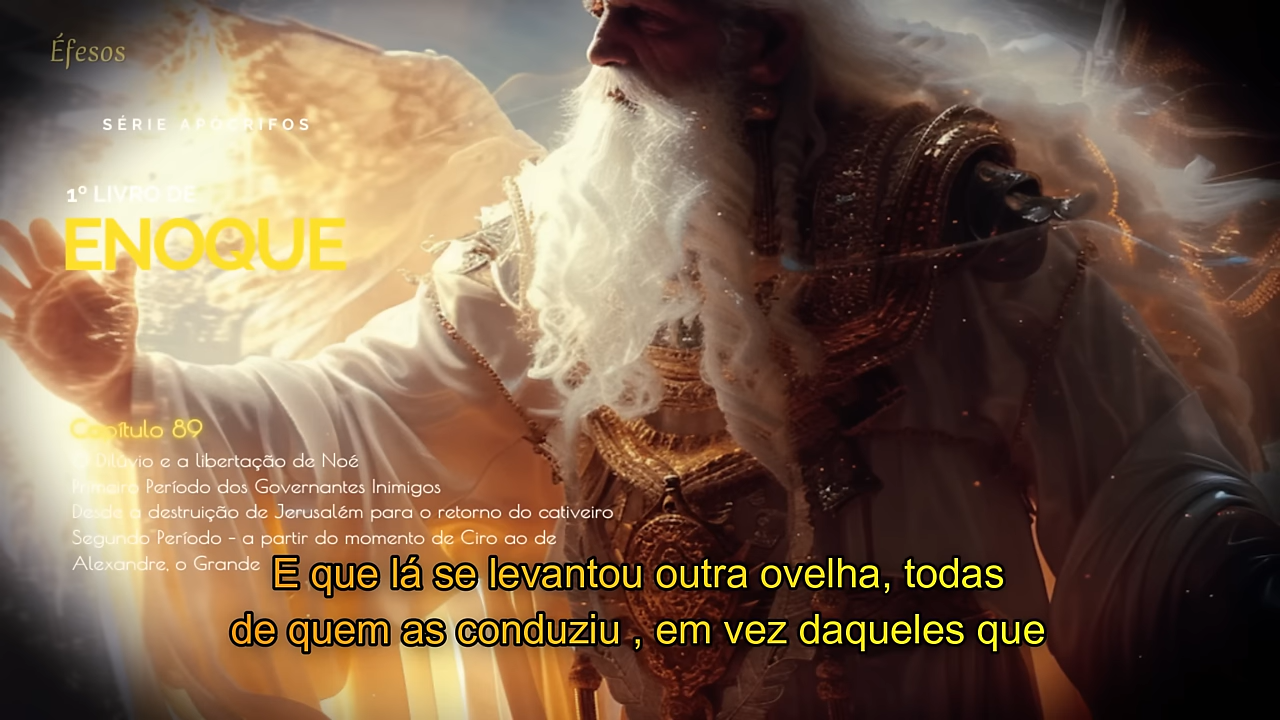 Éfesos
SÉRIE APÓCRIFOS
1º LIVRO DE
ENOQUE
Capítulo 89
O Dilúvio e a libertação de Noé
Primeiro Período dos Governantes Inimigos
Desde a destruição de Jerusalém para o retorno do cativeiro
Segundo Período – a partir do momento de Ciro ao de
Alexandre, o Grande
E que lá se levantou outra ovelha, todas
de quem as conduziu , em vez daqueles que